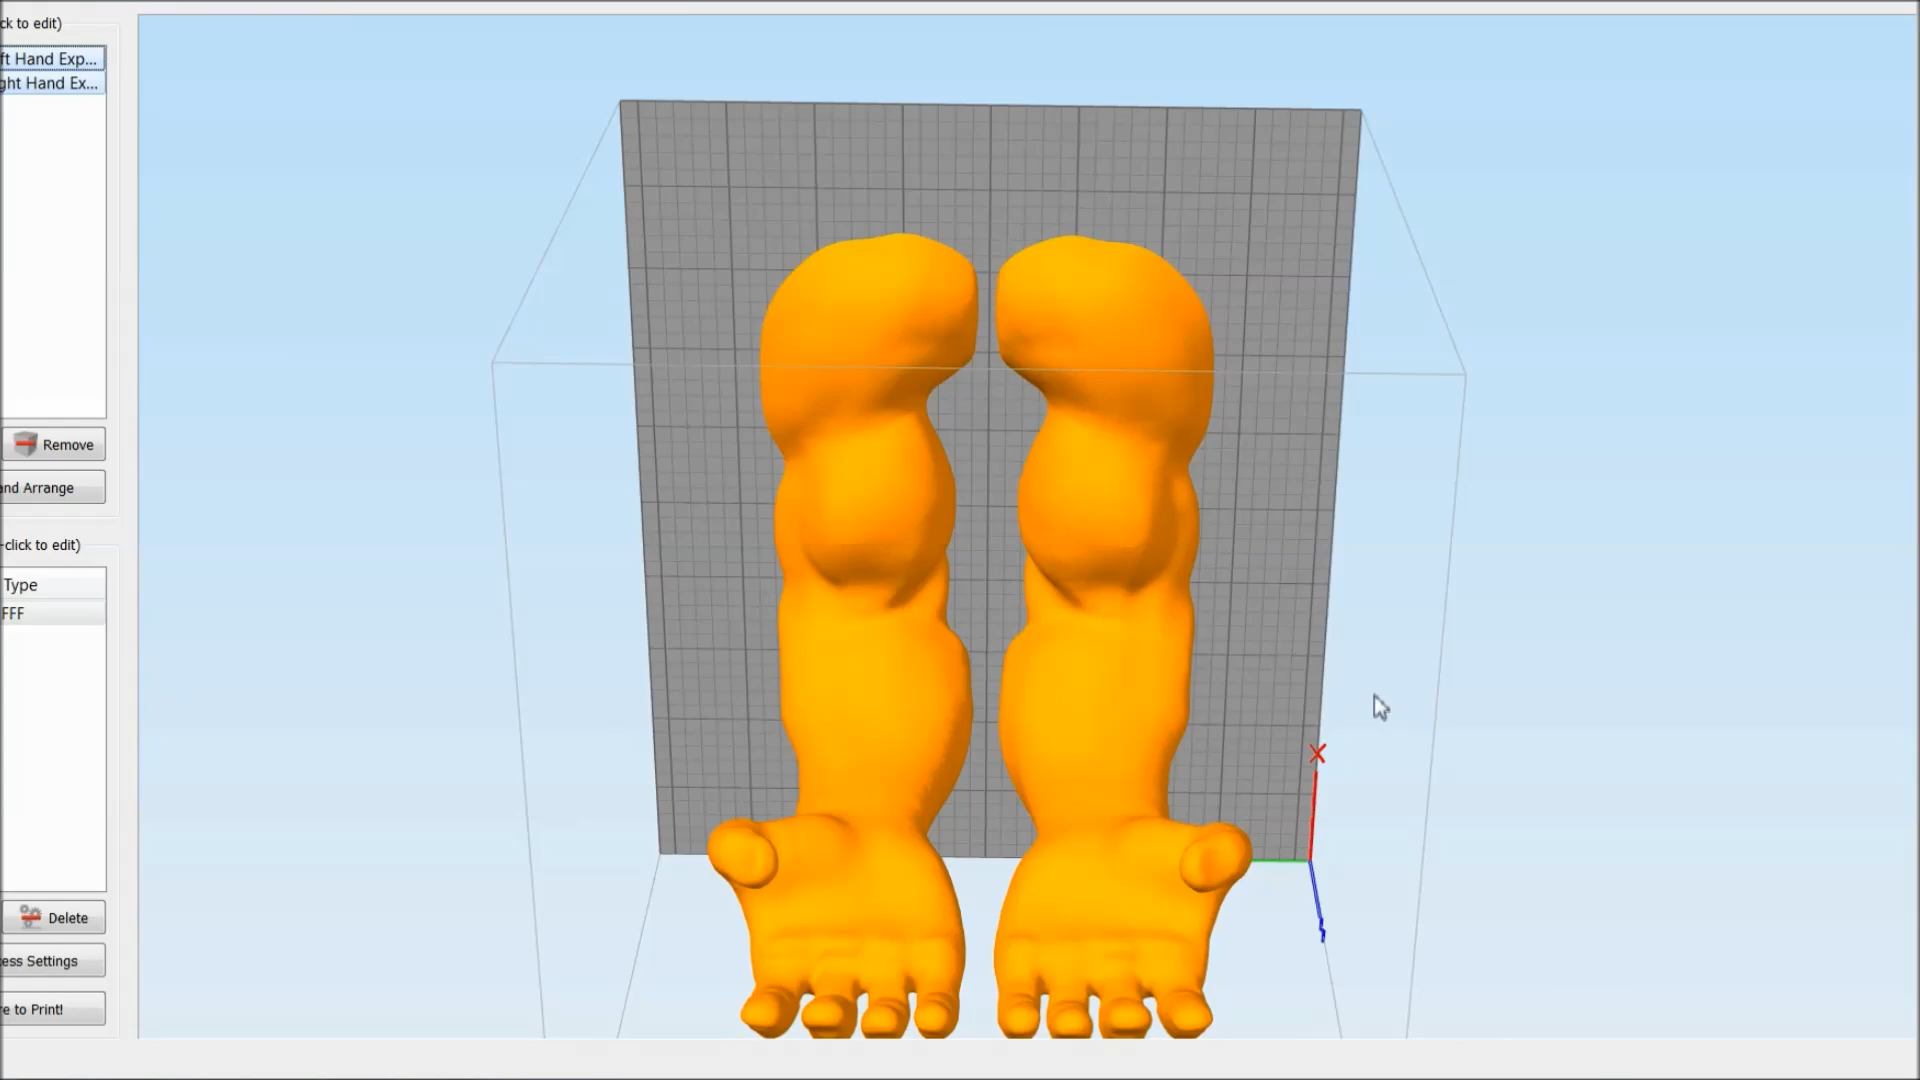 ck to edit)
ft Hand Exp...
ght Hand Ex...
Remove
and Arrange
-click to edit)
Type
FFF
Delete
ess Settings
e to Print!
X